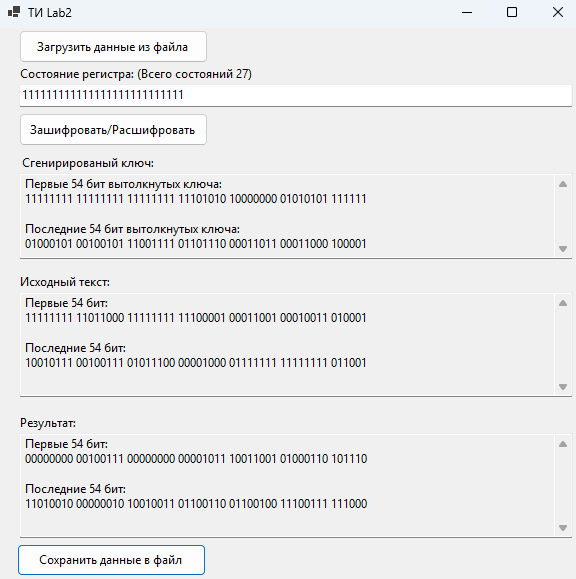 ТИ Lab2
Загрузить данные из файла
Состояние регистра: (Всего состояний 27)
111111111111111111111111111
Зашифровать/Расшифровать
Сгенирированый ключ:
Первые 54 бит вытолкнутых ключа:
11111111 11111111 11111111 11101010 10000000 01010101 111111
Последние 54 бит вытолкнутых ключа:
01000101 00100101 11001111 01101110 00011011 00011000 100001
Исходный текст:
Первые 54 бит:
11111111 11011000 11111111 11100001 00011001 00010011 010001
Последние 54 бит:
10010111 00100111 01011100 00001000 01111111 11111111 011001
Результат:
Первые 54 бит:
00000000 00100111 00000000 00001011 10011001 01000110 101110
Последние 54 бит:
11010010 00000010 10010011 01100110 01100100 11100111 111000
Сохранить данные в файл